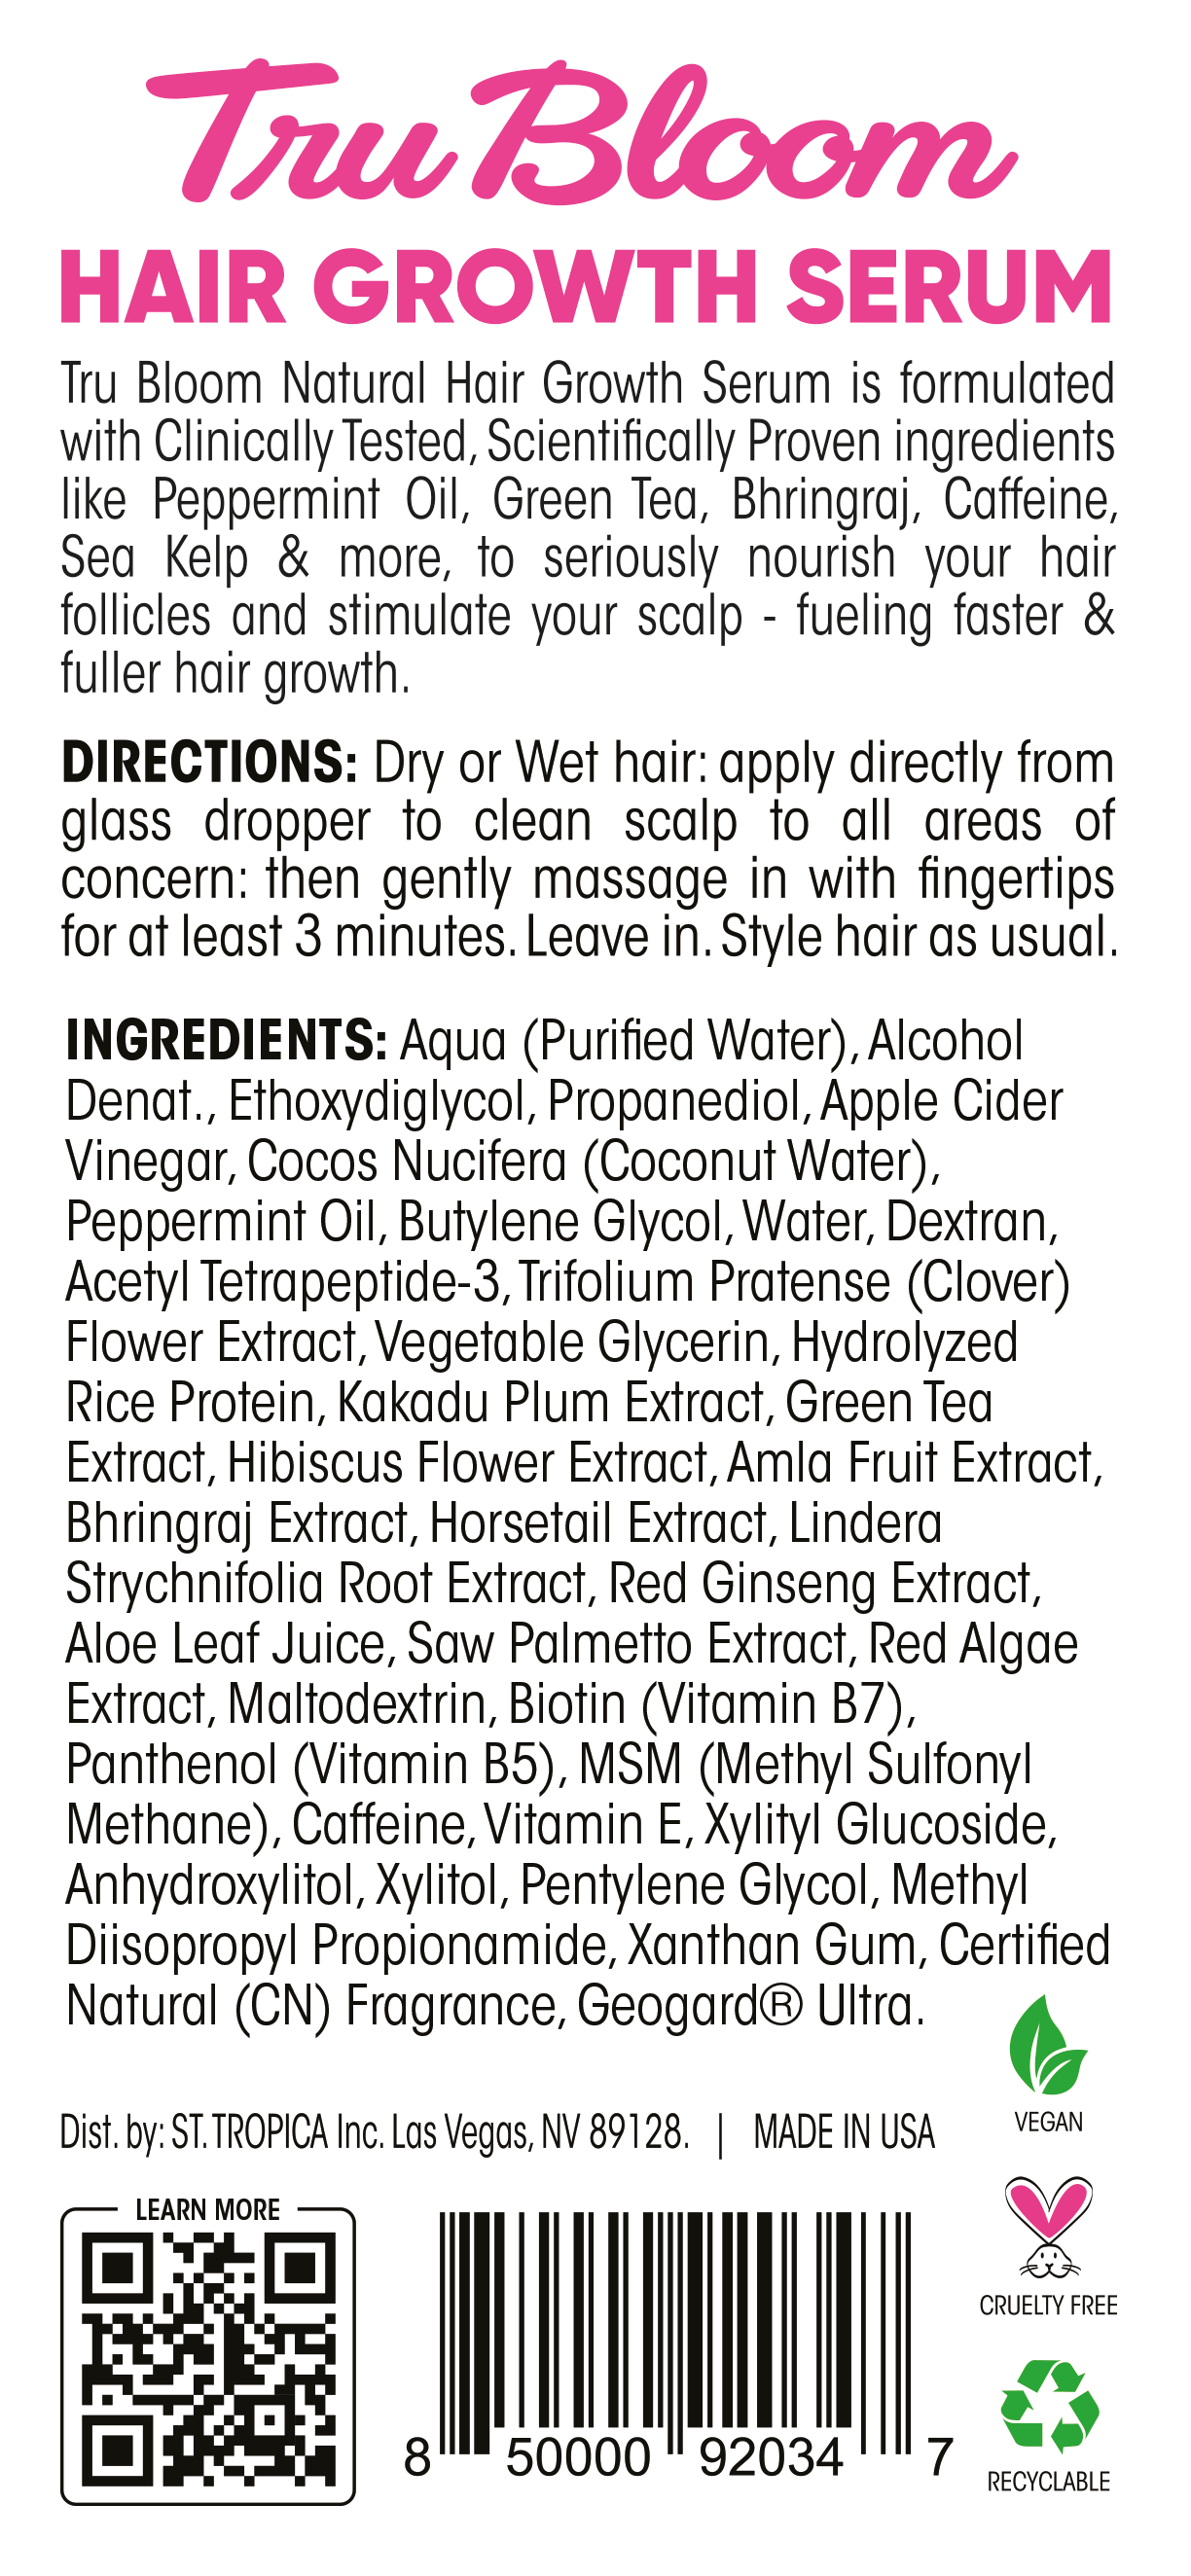 Tru Bloom
HAIR GROWTH SERUM
Tru Bloom Natural Hair Growth Serum is formulated
with Clinically Tested, Scientifically Proven ingredients
like Peppermint Oil, Green Tea, Bhringraj, Caffeine,
Sea Kelp & more, to seriously nourish your hair
follicles and stimulate your scalp - fueling faster &
fuller hair growth.
DIRECTIONS: Dry or Wet hair: apply directly from
glass dropper to clean scalp to all areas of
concern: then gently massage in with fingertips
for at least 3 minutes. Leave in. Style hair as usual.
INGREDIENTS: Aqua (Purified Water), Alcohol
Denat., Ethoxydiglycol, Propanediol, Apple Cider
Vinegar, Cocos Nucifera (Coconut Water),
Peppermint Oil, Butylene Glycol, Water, Dextran,
Acetyl Tetrapeptide-3, Trifolium Pratense (Clover)
Flower Extract, Vegetable Glycerin, Hydrolyzed
Rice Protein, Kakadu Plum Extract, Green Tea
Extract, Hibiscus Flower Extract, Amla Fruit Extract,
Bhringraj Extract, Horsetail Extract, Lindera
Strychnifolia Root Extract, Red Ginseng Extract,
Aloe Leaf Juice, Saw Palmetto Extract, Red Algae
Extract, Maltodextrin, Biotin (Vitamin B7),
Panthenol (Vitamin B5), MSM (Methyl Sulfonyl
Methane), Caffeine, Vitamin E, Xylityl Glucoside,
Anhydroxylitol, Xylitol, Pentylene Glycol, Methyl
Diisopropyl Propionamide, Xanthan Gum, Certified
Natural (CN) Fragrance, Geogard® Ultra.
VEGAN
Dist. by: ST. TROPICA Inc. Las Vegas, NV 89128. | MADE IN USA
LEARN MORE
CRUELTY FREE
8 50000 92034 7
RECYCLABLE